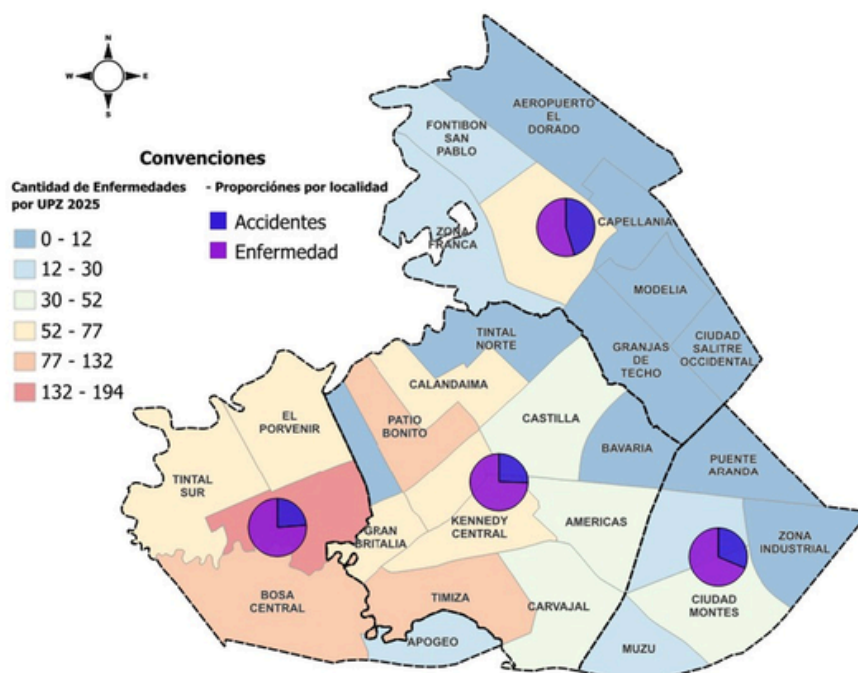 N
W
E
S
Convenciones
Cantidad de Enfermedades
por UPZ 2025
0 - 12
12 - 30
30 - 52
52 - 77
77 - 132
132 - 194
- Proporciónes por localidad
Accidentes
Enfermedad
AEROPUERTO
EL
DORADO
FONTIBON
SAN
PABLO
CAPELLANIA
ZONA
FRANCA
MODELIA
GRANJAS
DE
TECHO
CIUDAD
SALITRE
OCCIDENTAL
TINTAL
NORTE
CALANDAIMA
EL
PORVENIR
PATIO
BONITO
CASTILLA
BAVARIA
PUENTE
ARANDA
TINTAL
SUR
GRAN
BRITALIA
KENNEDY
CENTRAL
AMERICAS
ZONA
INDUSTRIAL
BOSA
CENTRAL
TIMIZA
CARVAJAL
CIUDAD
MONTES
APOGEO
MUZU